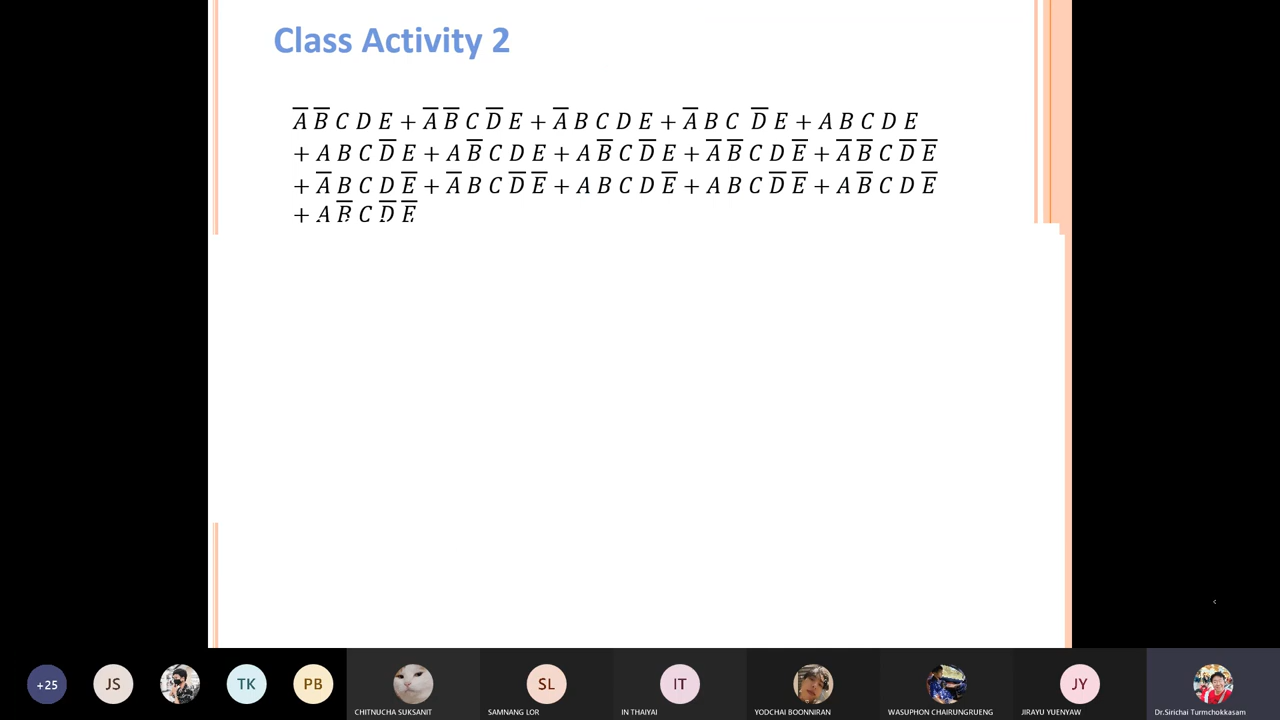 Class Activity 2
A̅ B̅ C D E + A̅ B̅ C D̅ E + A̅ B C D E + A̅ B C D̅ E + A B C D E
+ A B C D̅ E + A B̅ C D E + A B̅ C D̅ E + A̅ B̅ C D E̅ + A̅ B̅ C D̅ E̅
+ A̅ B C D E̅ + A̅ B C D̅ E̅ + A B C D E̅ + A B C D̅ E̅ + A B̅ C D E̅
+ A B̅ C D̅ E̅
+25
JS
TK
PB
SL
IT
JY
CHITNUCHA SUKSANIT
SAMNANG LOR
IN THAIYAI
YODCHAI BOONNIRAN
WASUPHON CHAIRUNGRUENG
JIRAYU YUENYAW
Dr.Sirichai Turmchokkasam